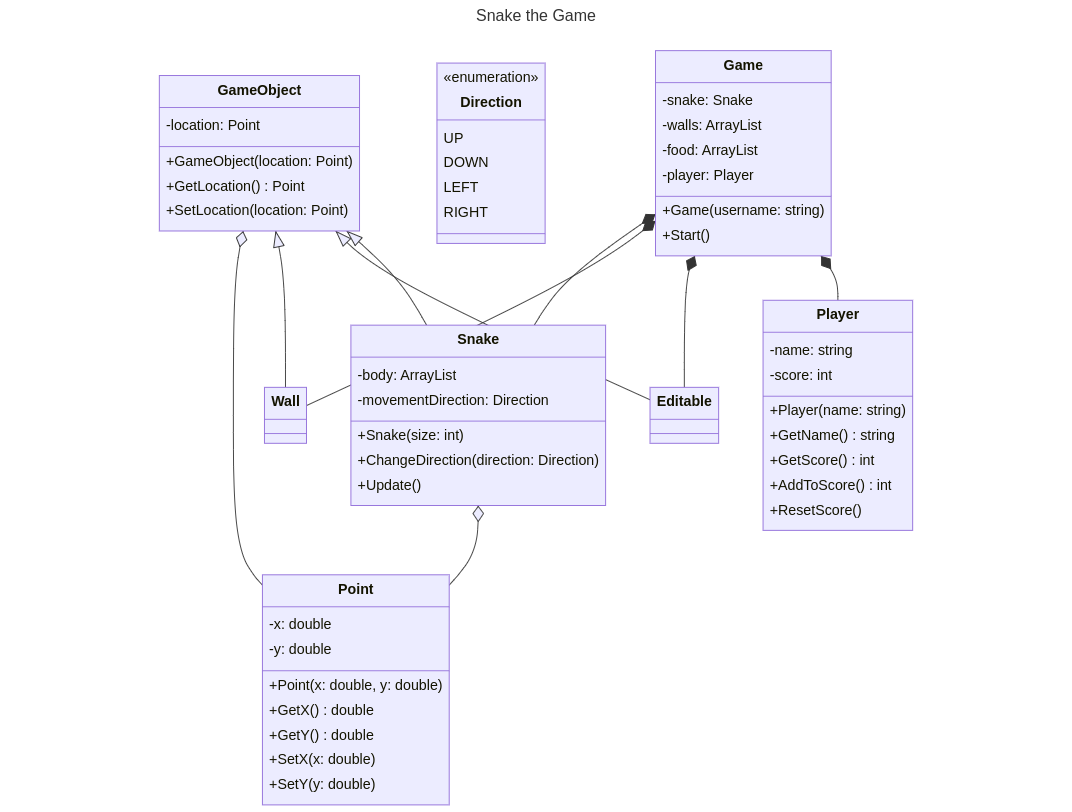 Snake the Game
GameObject
-location: Point
+GameObject(location: Point)
+GetLocation() : Point
+SetLocation(location: Point)
«enumeration»
Direction
UP
DOWN
LEFT
RIGHT
Game
-snake: Snake
-walls: ArrayList
-food: ArrayList
-player: Player
+Game(username: string)
+Start()
Player
-name: string
-score: int
+Player(name: string)
+GetName() : string
+GetScore() : int
+AddToScore() : int
+ResetScore()
Snake
-body: ArrayList
-movementDirection: Direction
+Snake(size: int)
+ChangeDirection(direction: Direction)
+Update()
Wall
Editable
Point
-x: double
-y: double
+Point(x: double, y: double)
+GetX() : double
+GetY() : double
+SetX(x: double)
+SetY(y: double)